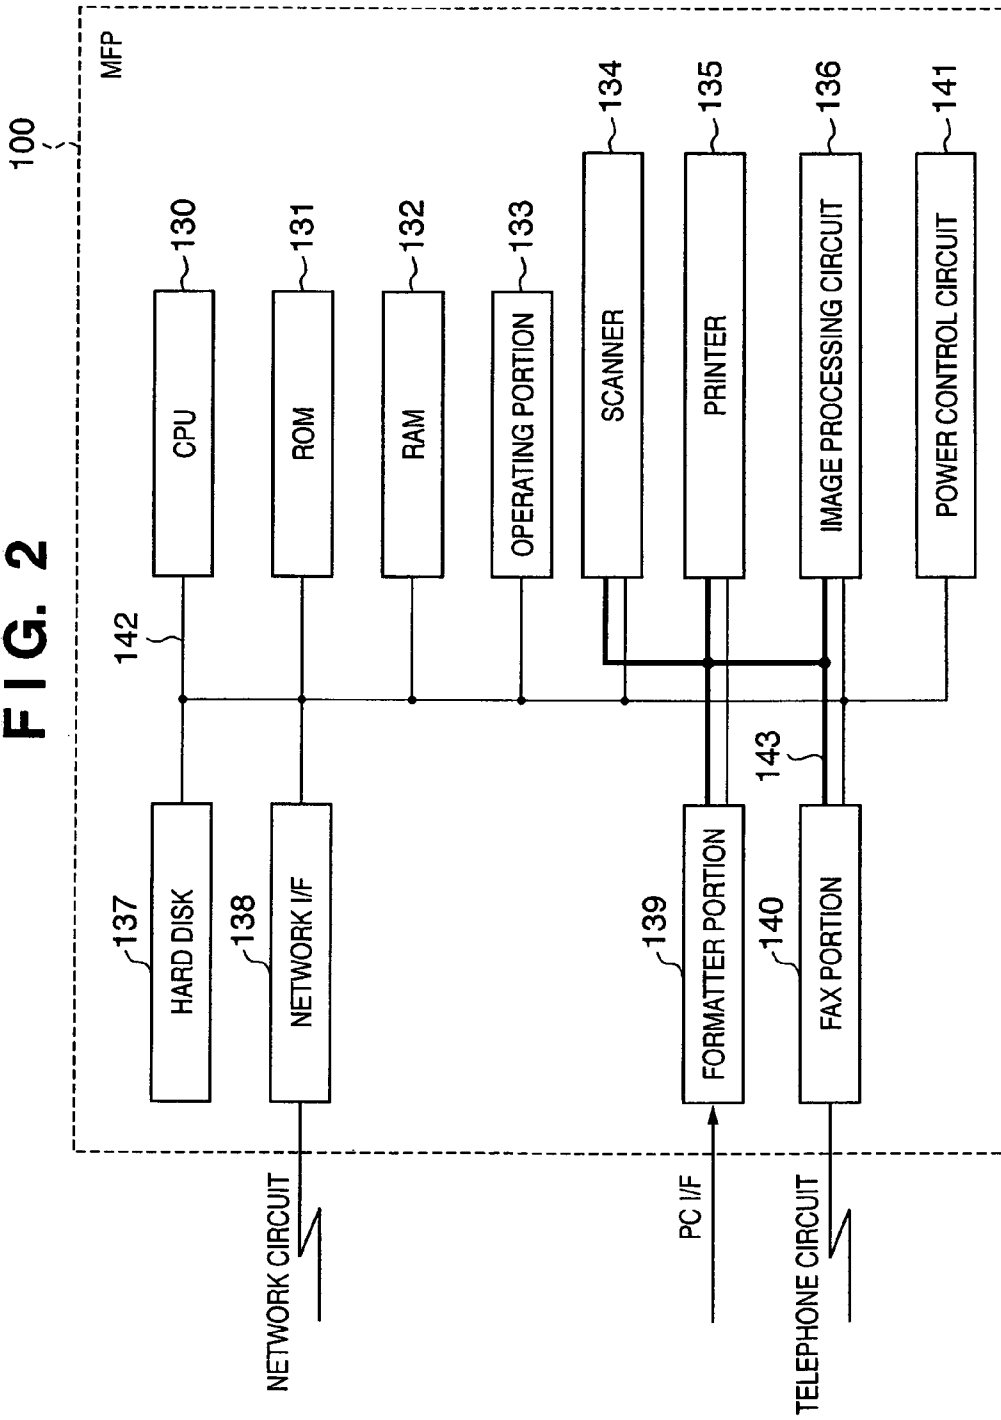 FIG. 2
100
MFP
137
HARD DISK
142
CPU
130
NETWORK CIRCUIT
138
NETWORK I/F
ROM
131
RAM
132
OPERATING PORTION
133
SCANNER
134
PC I/F
139
FORMATTER PORTION
PRINTER
135
TELEPHONE CIRCUIT
140
FAX PORTION
143
IMAGE PROCESSING CIRCUIT
136
POWER CONTROL CIRCUIT
141